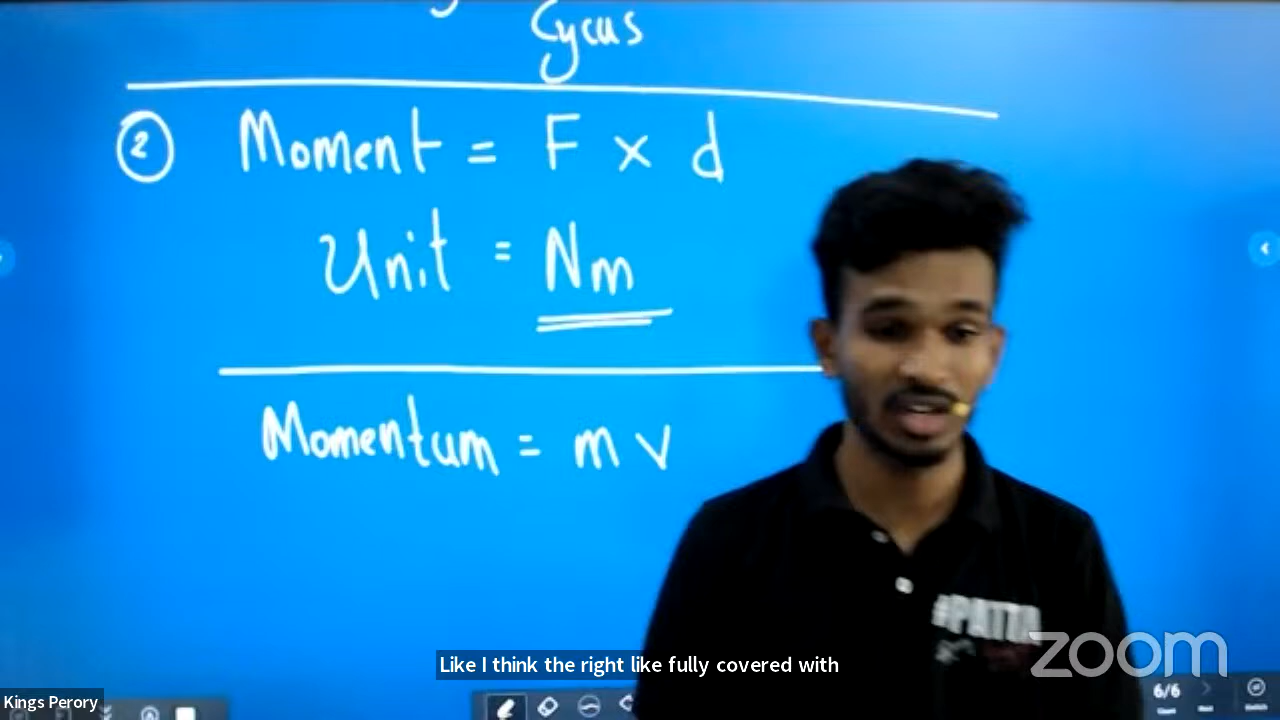 Cycus
② Moment = F x d
Unit = Nm
Momentum = m v
#PATTA
zoom
Like I think the right like fully covered with
Kings Perory
6/6